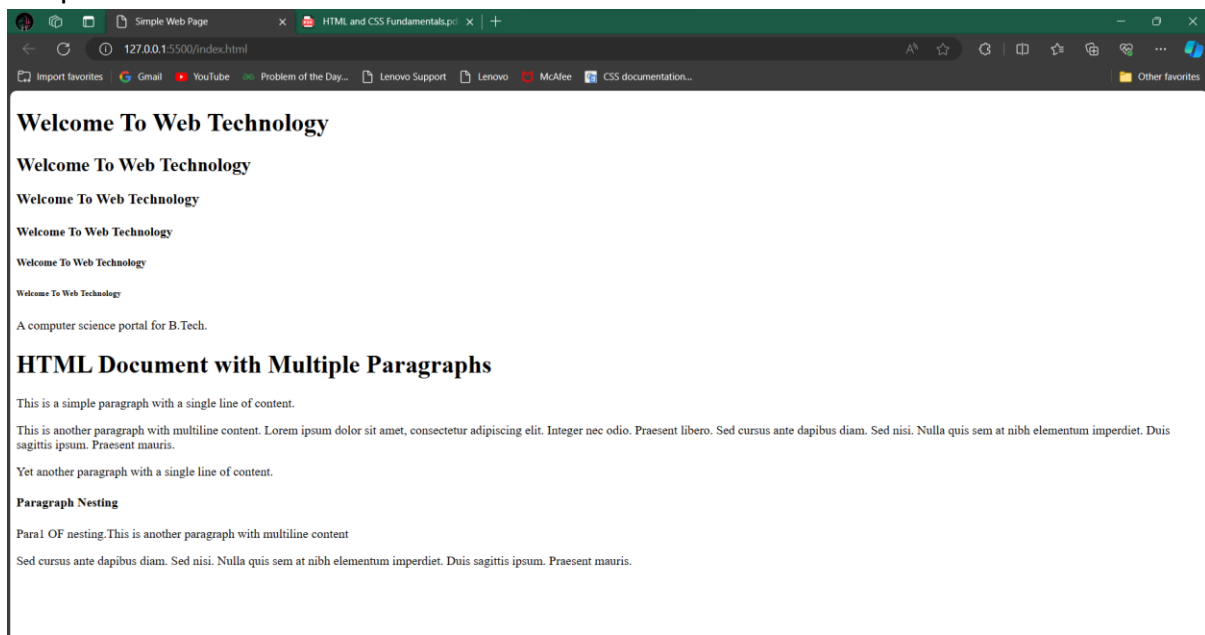 Simple Web Page
HTML and CSS Fundamentals.pd
127.0.0.1:5500/index.html
Import favorites Gmail YouTube Problem of the Day... Lenovo Support Lenovo McAfee CSS documentation... Other favorites
Welcome To Web Technology
Welcome To Web Technology
Welcome To Web Technology
Welcome To Web Technology
Welcome To Web Technology
Welcome To Web Technology
A computer science portal for B.Tech.
HTML Document with Multiple Paragraphs
This is a simple paragraph with a single line of content.
This is another paragraph with multiline content. Lorem ipsum dolor sit amet, consectetur adipiscing elit. Integer nec odio. Praesent libero. Sed cursus ante dapibus diam. Sed nisi. Nulla quis sem at nibh elementum imperdiet. Duis
sagittis ipsum. Praesent mauris.
Yet another paragraph with a single line of content.
Paragraph Nesting
Para1 OF nesting.This is another paragraph with multiline content
Sed cursus ante dapibus diam. Sed nisi. Nulla quis sem at nibh elementum imperdiet. Duis sagittis ipsum. Praesent mauris.